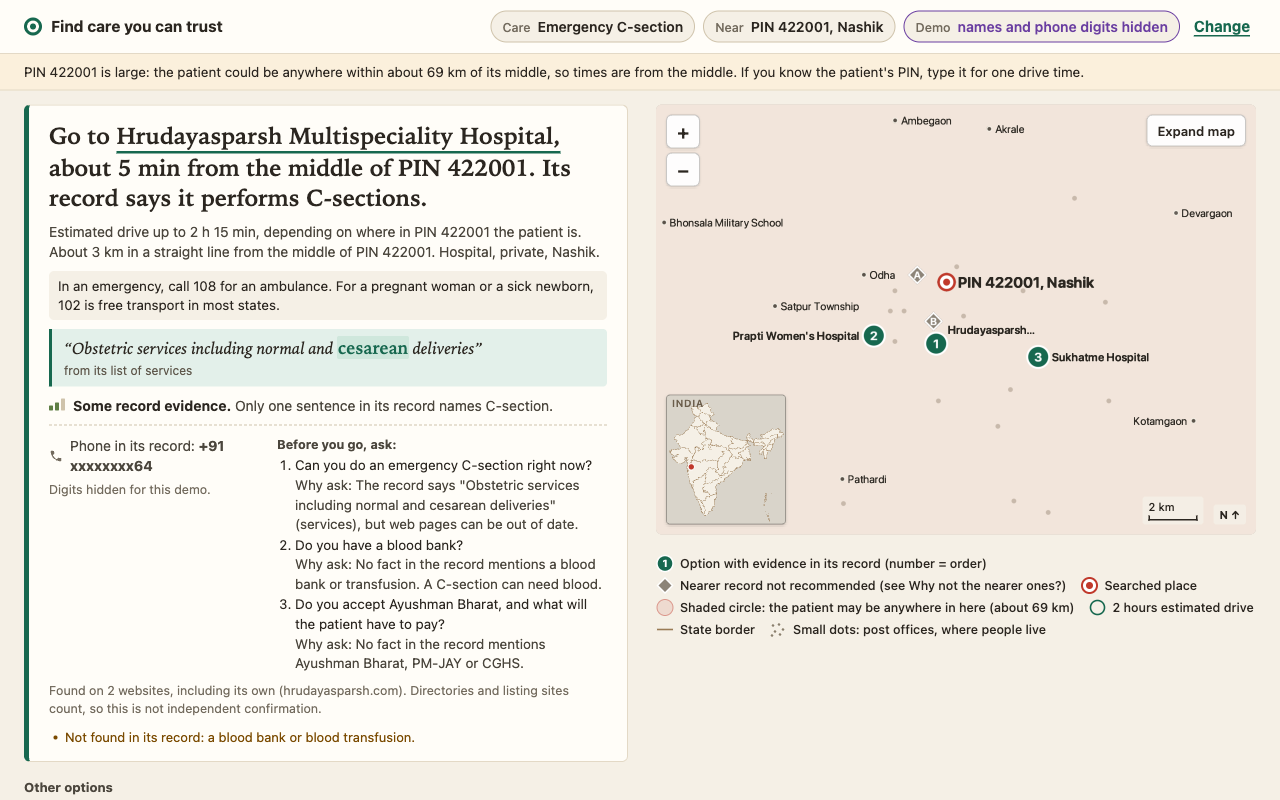 Find care you can trust
Care Emergency C-section
Near PIN 422001, Nashik
Demo names and phone digits hidden
Change
PIN 422001 is large: the patient could be anywhere within about 69 km of its middle, so times are from the middle. If you know the patient's PIN, type it for one drive time.
Go to Hrudayasparsh Multispeciality Hospital,
about 5 min from the middle of PIN 422001. Its
record says it performs C-sections.
Estimated drive up to 2 h 15 min, depending on where in PIN 422001 the patient is.
About 3 km in a straight line from the middle of PIN 422001. Hospital, private, Nashik.
In an emergency, call 108 for an ambulance. For a pregnant woman or a sick newborn,
102 is free transport in most states.
“Obstetric services including normal and cesarean deliveries”
from its list of services
Some record evidence. Only one sentence in its record names C-section.
Phone in its record: +91
xxxxxxxx64
Digits hidden for this demo.
Before you go, ask:
1. Can you do an emergency C-section right now?
Why ask: The record says "Obstetric services
including normal and cesarean deliveries"
(services), but web pages can be out of date.
2. Do you have a blood bank?
Why ask: No fact in the record mentions a blood
bank or transfusion. A C-section can need blood.
3. Do you accept Ayushman Bharat, and what will
the patient have to pay?
Why ask: No fact in the record mentions
Ayushman Bharat, PM-JAY or CGHS.
Found on 2 websites, including its own (hrudayasparsh.com). Directories and listing sites
count, so this is not independent confirmation.
• Not found in its record: a blood bank or blood transfusion.
Other options
+
−
Expand map
Ambegaon
Akrale
Bhonsala Military School
Devargaon
Odha
A
PIN 422001, Nashik
Satpur Township
B
Prapti Women's Hospital
2
Hrudayasparsh...
1
3
Sukhatme Hospital
INDIA
Kotamgaon
Pathardi
2 km
N ↑
1 Option with evidence in its record (number = order)
Nearer record not recommended (see Why not the nearer ones?)
Searched place
Shaded circle: the patient may be anywhere in here (about 69 km)
2 hours estimated drive
State border
Small dots: post offices, where people live